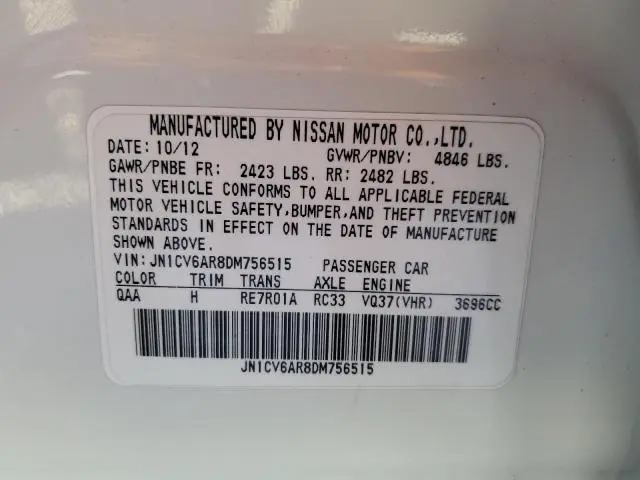 MANUFACTURED BY NISSAN MOTOR CO.,LTD.
DATE: 10/12 GVWR/PNBV: 4846 LBS.
GAWR/PNBE FR: 2423 LBS. RR: 2482 LBS.
THIS VEHICLE CONFORMS TO ALL APPLICABLE FEDERAL
MOTOR VEHICLE SAFETY,BUMPER,AND THEFT PREVENTION
STANDARDS IN EFFECT ON THE DATE OF MANUFACTURE
SHOWN ABOVE.
VIN:JN1CV6AR8DM756515 PASSENGER CAR
COLOR TRIM TRANS AXLE ENGINE
QAA H RE7R01A RC33 VQ37(VHR) 3696CC
JN1CV6AR8DM756515